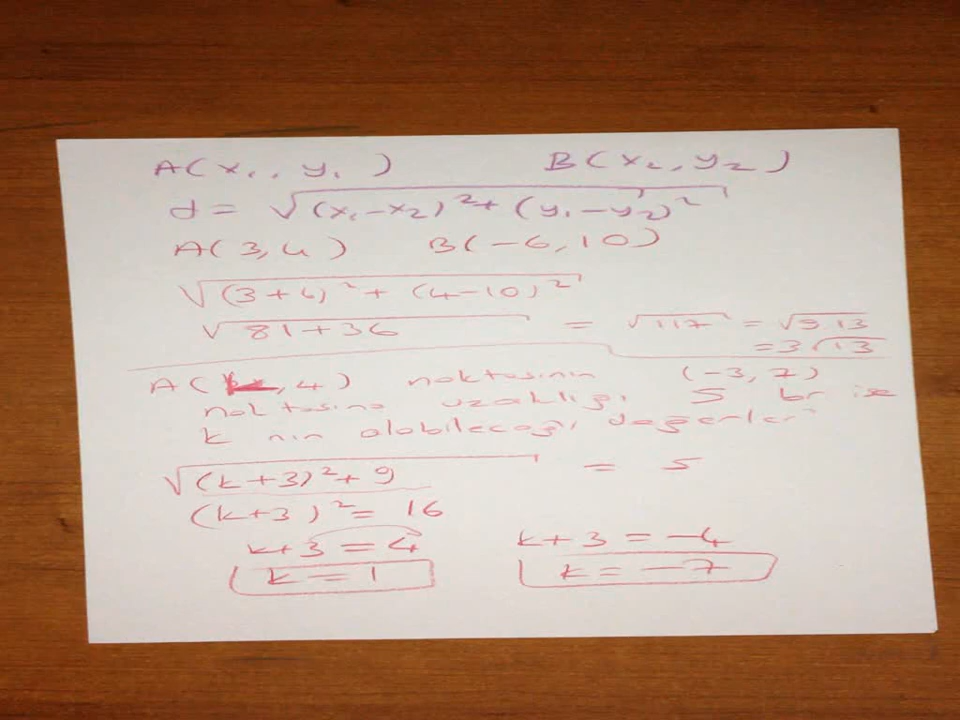 A(x₁, y₁) B(x₂, y₂)
d = √(x₁-x₂)²+(y₁-y₂)²
A(3,4) B(-6,10)
√(3+6)²+(4-10)²
√81+36 = √117 = √9.13
=3√13
A(k,4) noktasının (-3,7)
noktasına uzaklığı 5 br ise
k nın alabileceği değerler
√(k+3)²+9 = 5
(k+3)² = 16
k+3 = 4 k+3 = -4
k = 1 k = -7